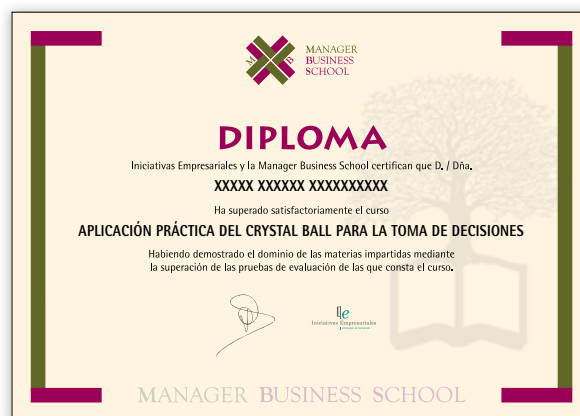 M B
MANAGER
BUSINESS
SCHOOL
DIPLOMA
Iniciativas Empresariales y la Manager Business School certifican que D. / Dña.
XXXXX XXXXXX XXXXXXXXXX
Ha superado satisfactoriamente el curso
APLICACIÓN PRÁCTICA DEL CRYSTAL BALL PARA LA TOMA DE DECISIONES
Habiendo demostrado el dominio de las materias impartidas mediante
la superación de las pruebas de evaluación de las que consta el curso.
Iniciativas Empresariales
MANAGER BUSINESS SCHOOL